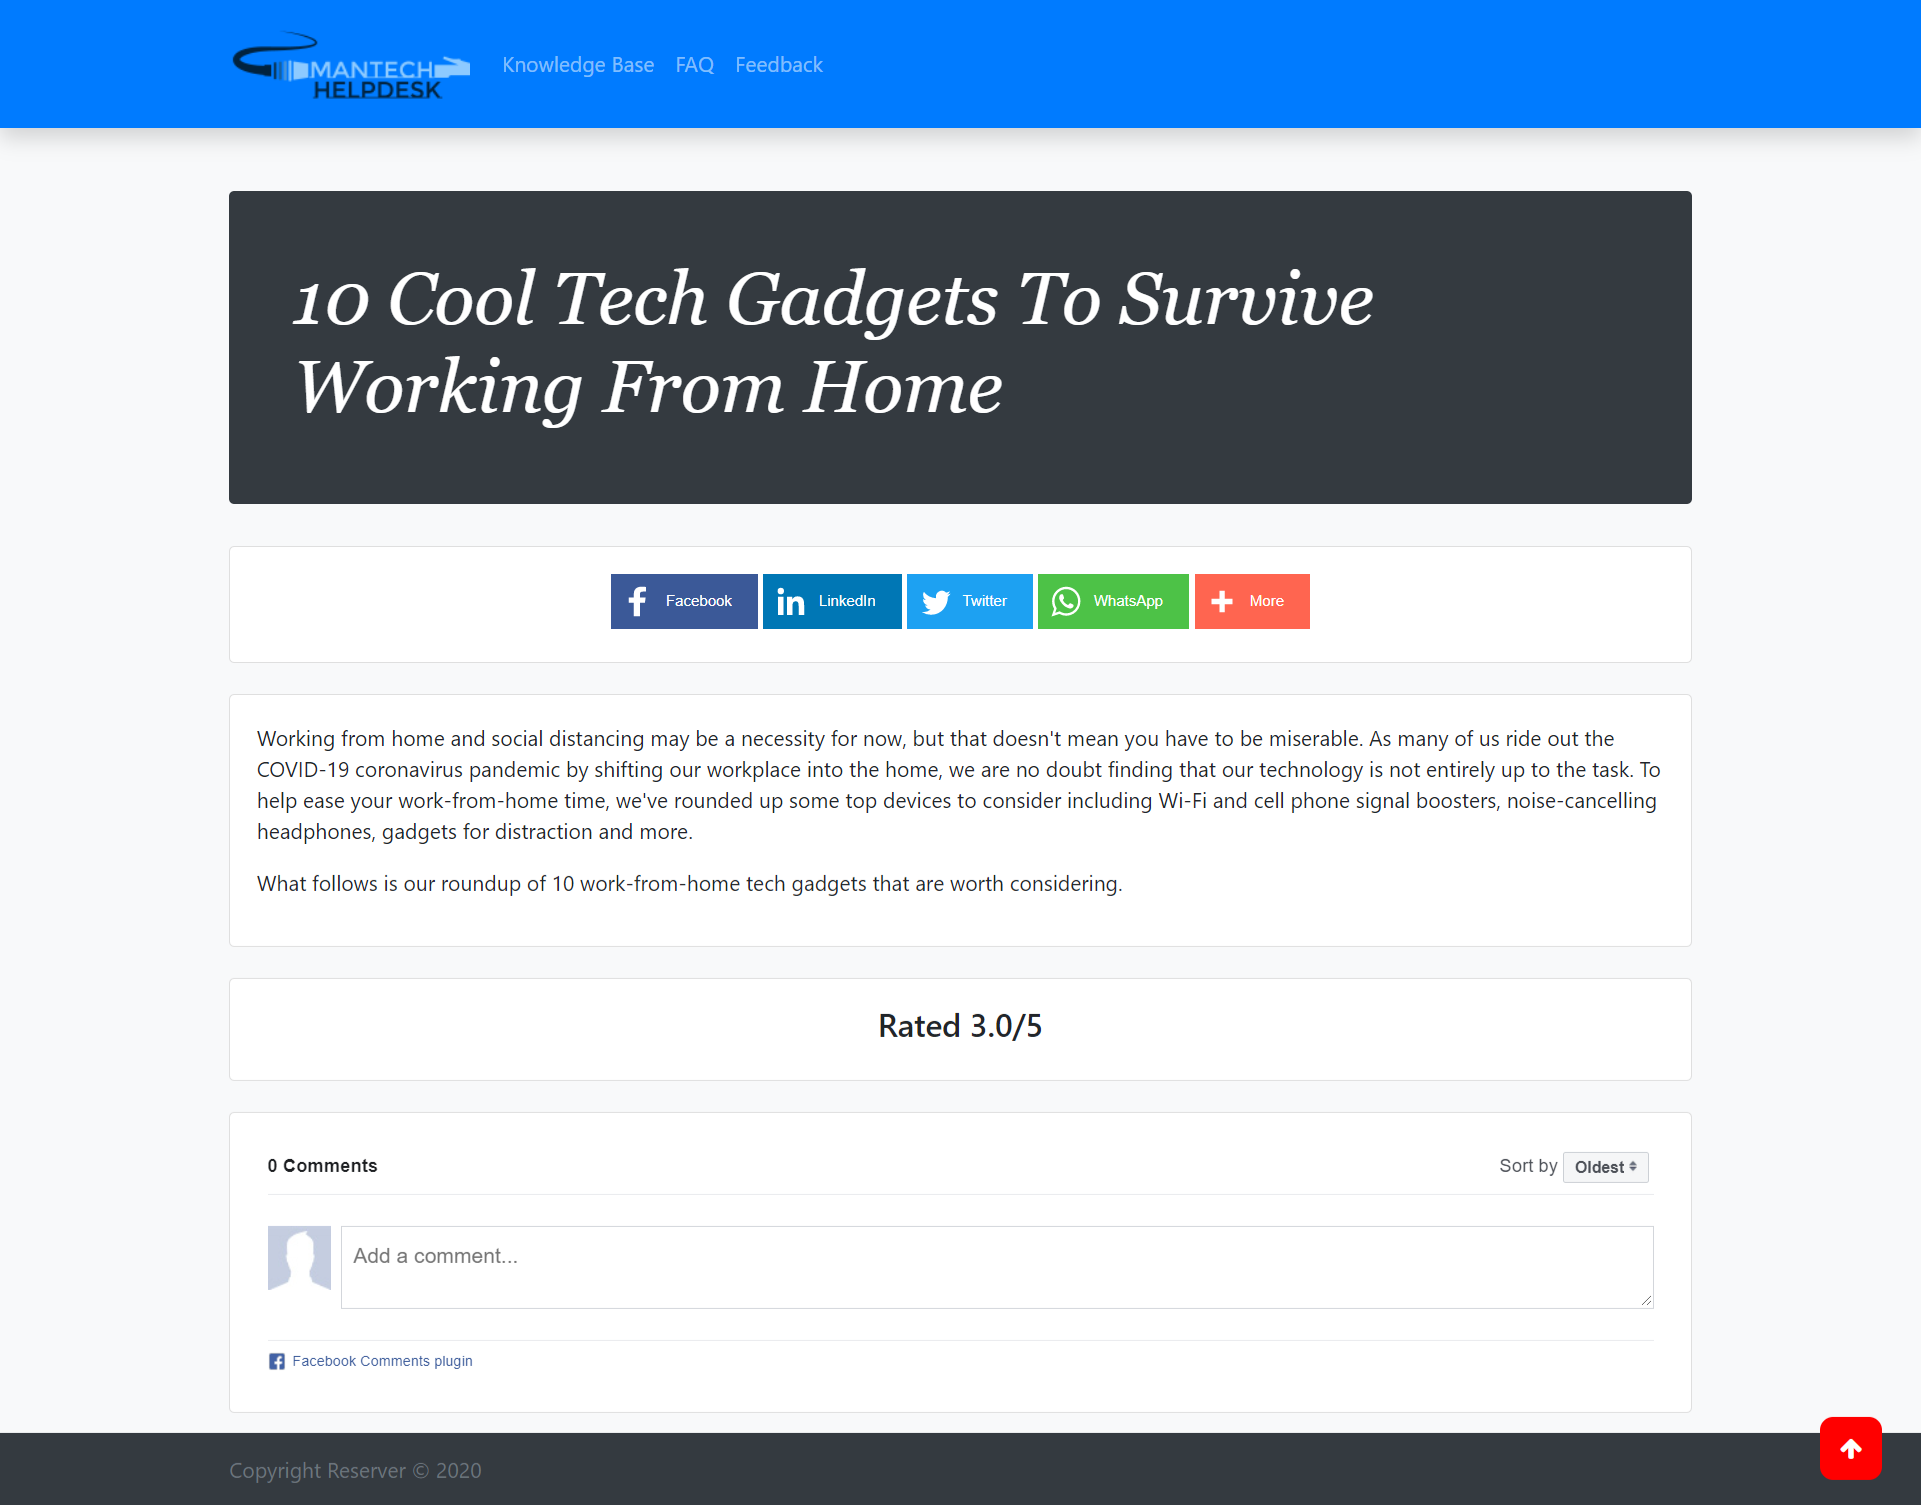 MANTECH
HELPDESK
Knowledge Base FAQ Feedback
10 Cool Tech Gadgets To Survive
Working From Home
Facebook LinkedIn Twitter WhatsApp More
Working from home and social distancing may be a necessity for now, but that doesn't mean you have to be miserable. As many of us ride out the
COVID-19 coronavirus pandemic by shifting our workplace into the home, we are no doubt finding that our technology is not entirely up to the task. To
help ease your work-from-home time, we've rounded up some top devices to consider including Wi-Fi and cell phone signal boosters, noise-cancelling
headphones, gadgets for distraction and more.
What follows is our roundup of 10 work-from-home tech gadgets that are worth considering.
Rated 3.0/5
0 Comments
Sort by Oldest
Add a comment...
Facebook Comments plugin
Copyright Reserver © 2020